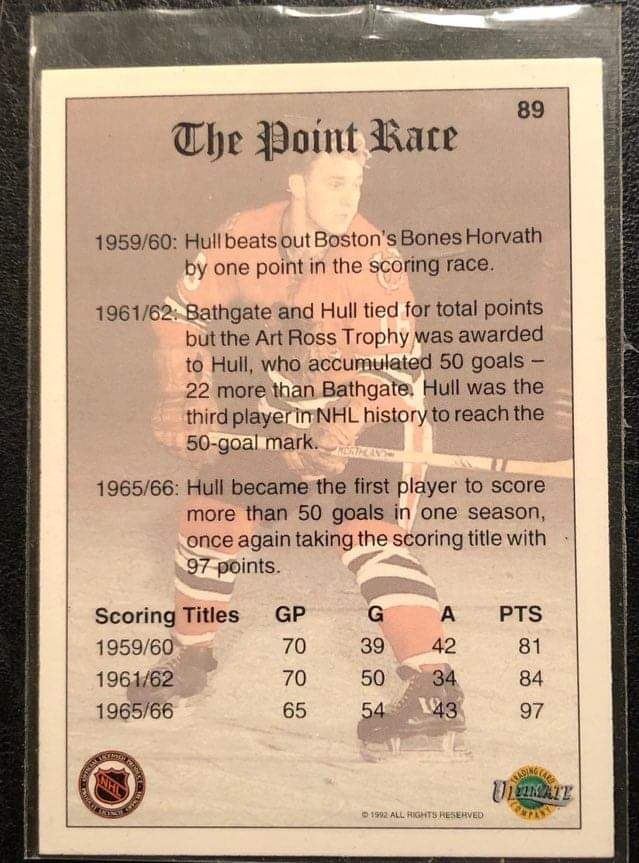 89
The Point Race
1959/60: Hull beats out Boston's Bones Horvath
by one point in the scoring race.
1961/62: Bathgate and Hull tied for total points
but the Art Ross Trophy was awarded
to Hull, who accumulated 50 goals –
22 more than Bathgate. Hull was the
third player in NHL history to reach the
50-goal mark.
1965/66: Hull became the first player to score
more than 50 goals in one season,
once again taking the scoring title with
97 points.
Scoring Titles GP G A PTS
1959/60 70 39 42 81
1961/62 70 50 34 84
1965/66 65 54 43 97
NHL
TRADING CARD
ULTIMATE
COMPANY
© 1992 ALL RIGHTS RESERVED